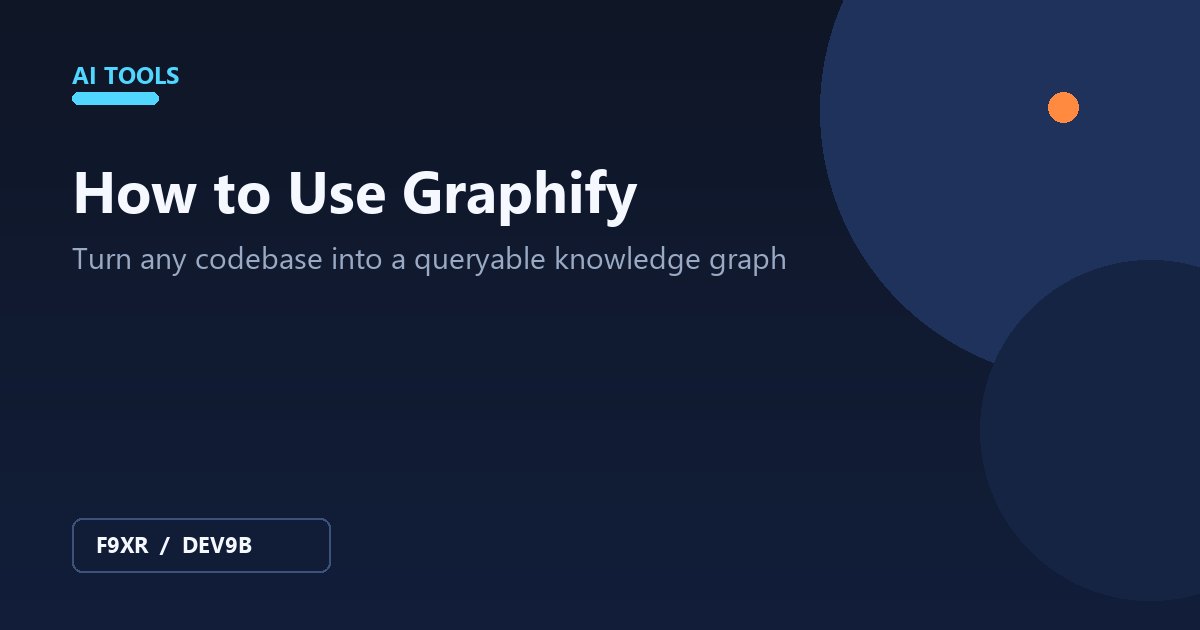 AI TOOLS
How to Use Graphify
Turn any codebase into a queryable knowledge graph
F9XR / DEV9B